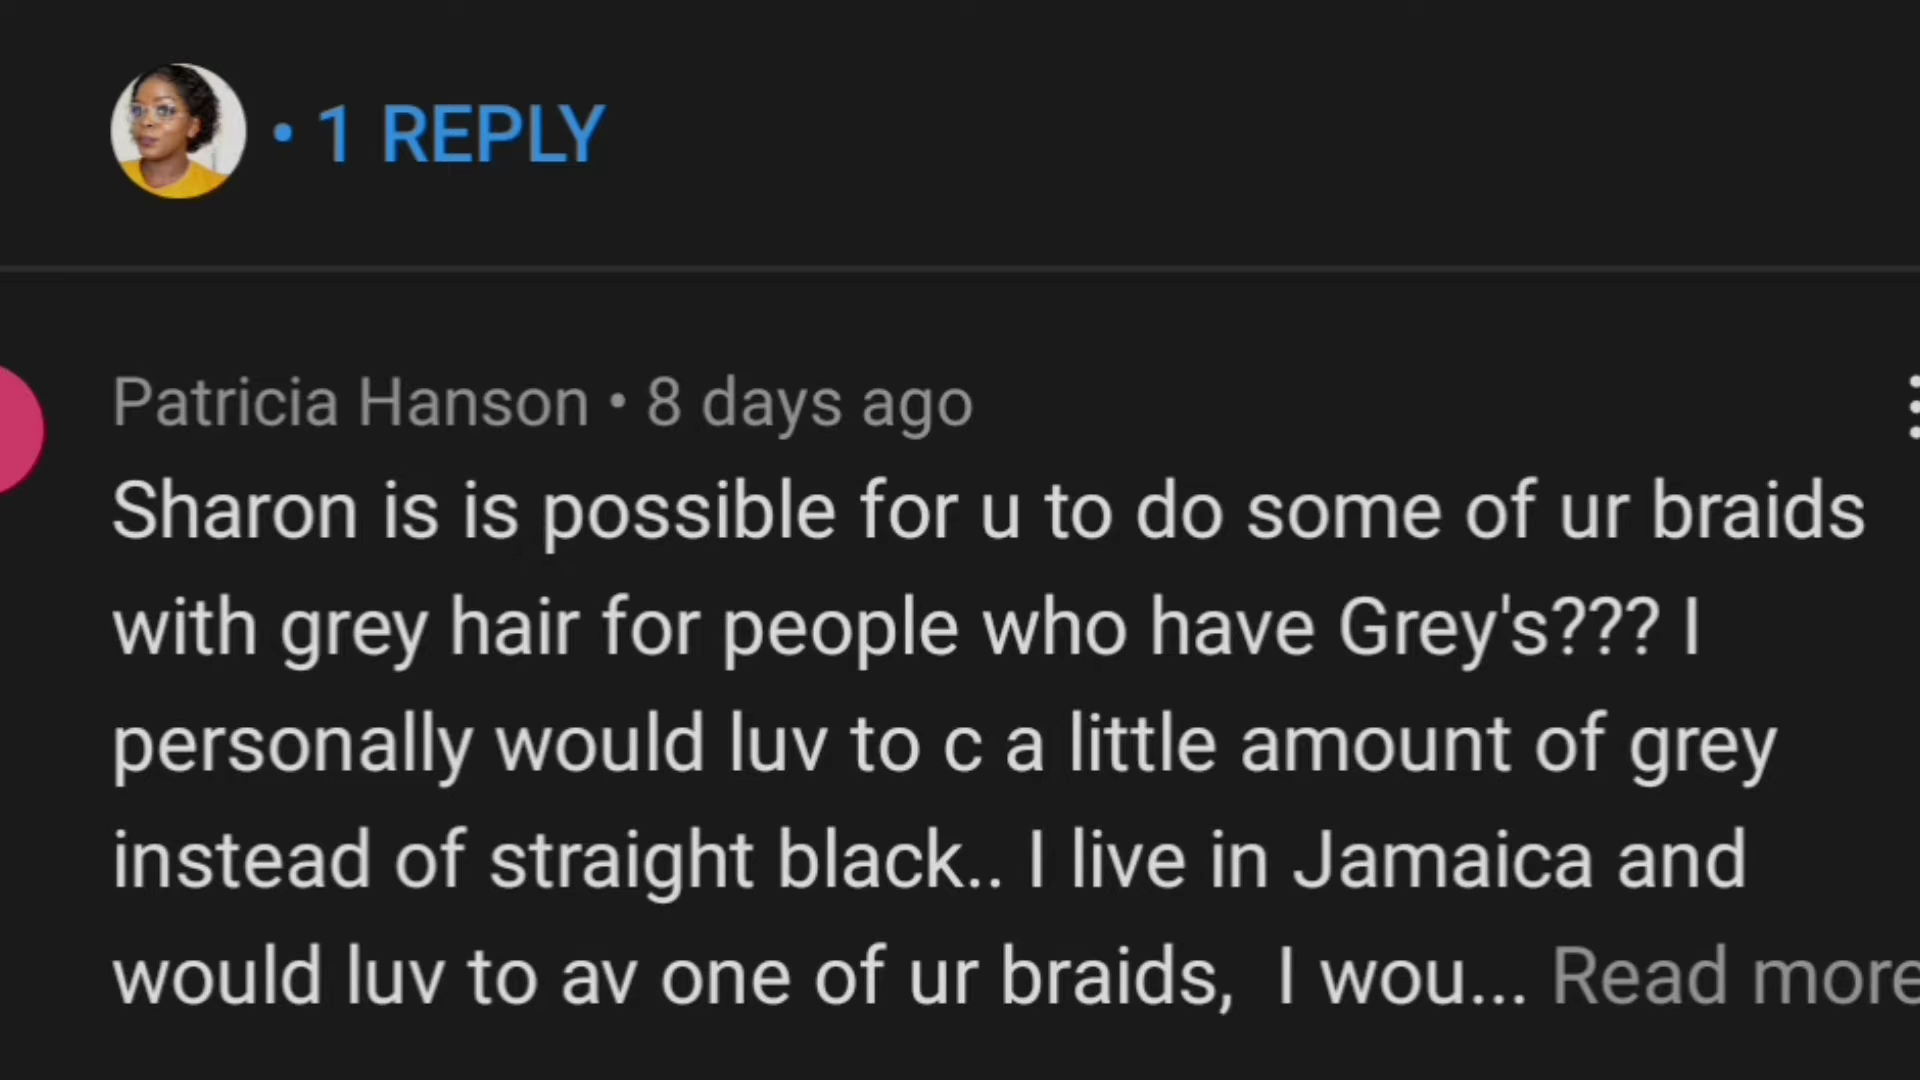 • 1 REPLY
Patricia Hanson • 8 days ago
Sharon is is possible for u to do some of ur braids
with grey hair for people who have Grey's??? I
personally would luv to c a little amount of grey
instead of straight black.. I live in Jamaica and
would luv to av one of ur braids,  I wou... Read more